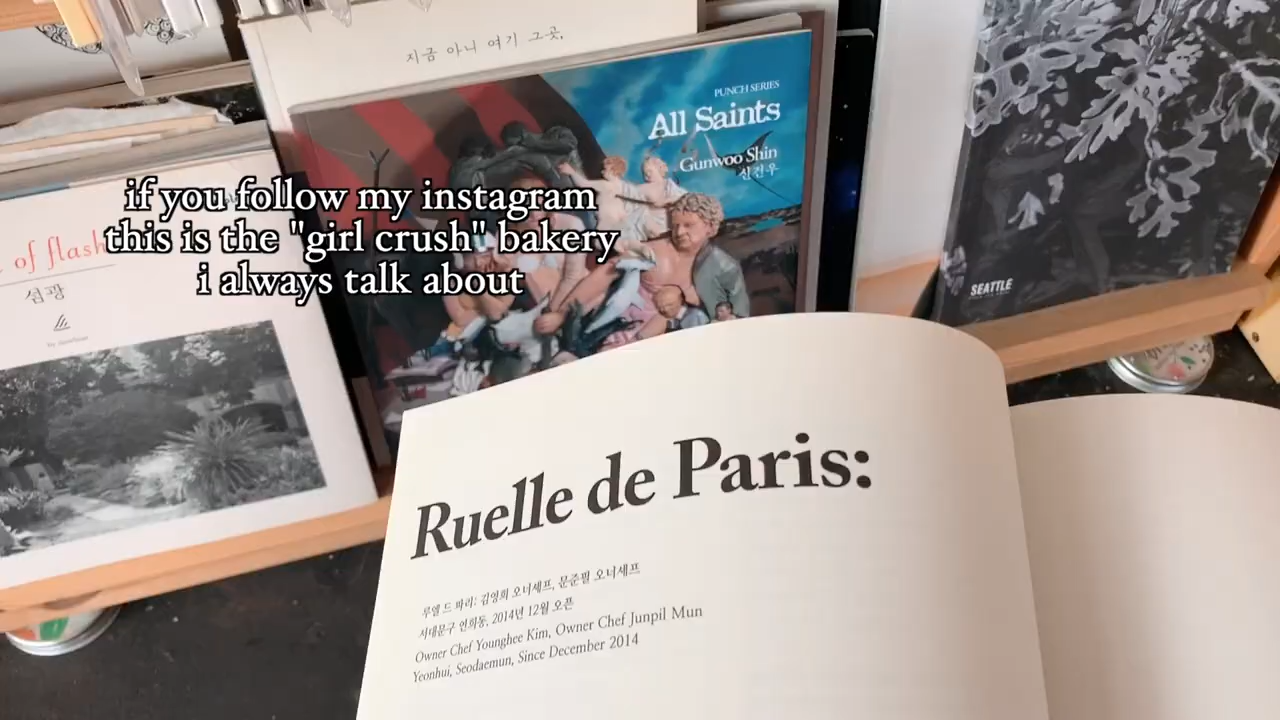 지금 아니 여기 그곳,
PUNCH SERIES
All Saints
Gunwoo Shin
신건우
if you follow my instagram
this is the "girl crush" bakery
i always talk about
of flash
섬광
SEATTLE
Ruelle de Paris:
루엘 드 파리: 김영희 오너셰프, 문준필 오너셰프
서대문구 연희동, 2014년 12월 오픈
Owner Chef Younghee Kim, Owner Chef Junpil Mun
Yeonhui, Seodaemun, Since December 2014